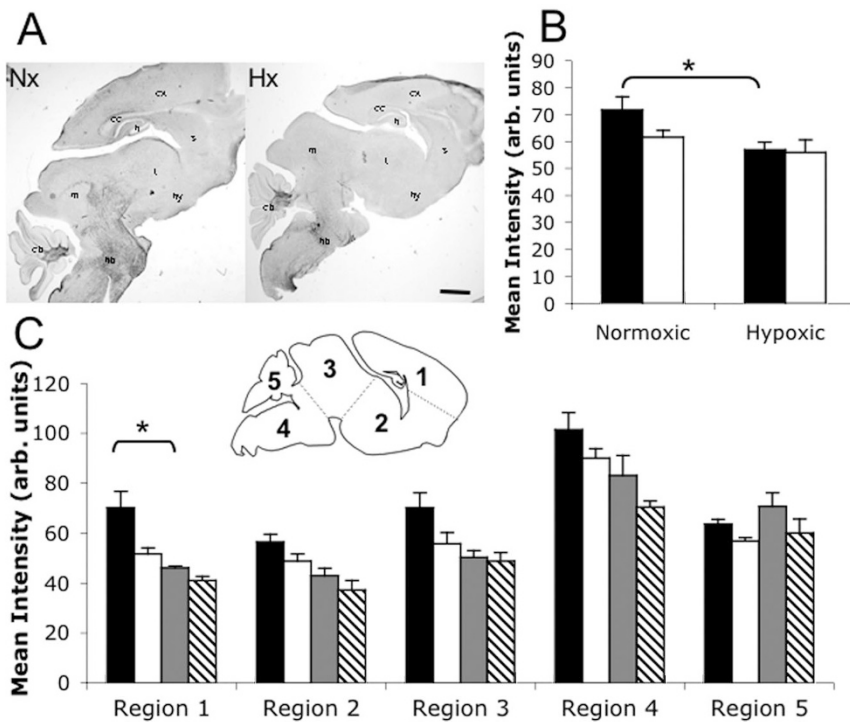 A
Nx
cx
cc
h
s
t
m
m
hy
cb
hb
Hx
cx
cc
h
s
m
t
hy
cb
hb
B
Mean Intensity (arb. units)
90
80
70
60
50
40
30
20
10
0
*
Normoxic
Hypoxic
C
Mean Intensity (arb. units)
120
100
80
60
40
20
0
*
1
2
3
4
5
Region 1
Region 2
Region 3
Region 4
Region 5